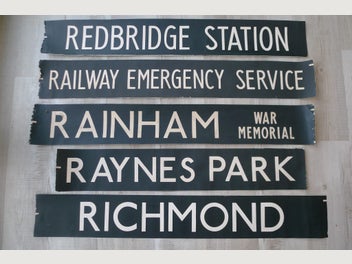 REDBRIDGE STATION
RAILWAY EMERGENCY SERVICE
RAINHAM WAR
MEMORIAL
RAYNES PARK
RICHMOND